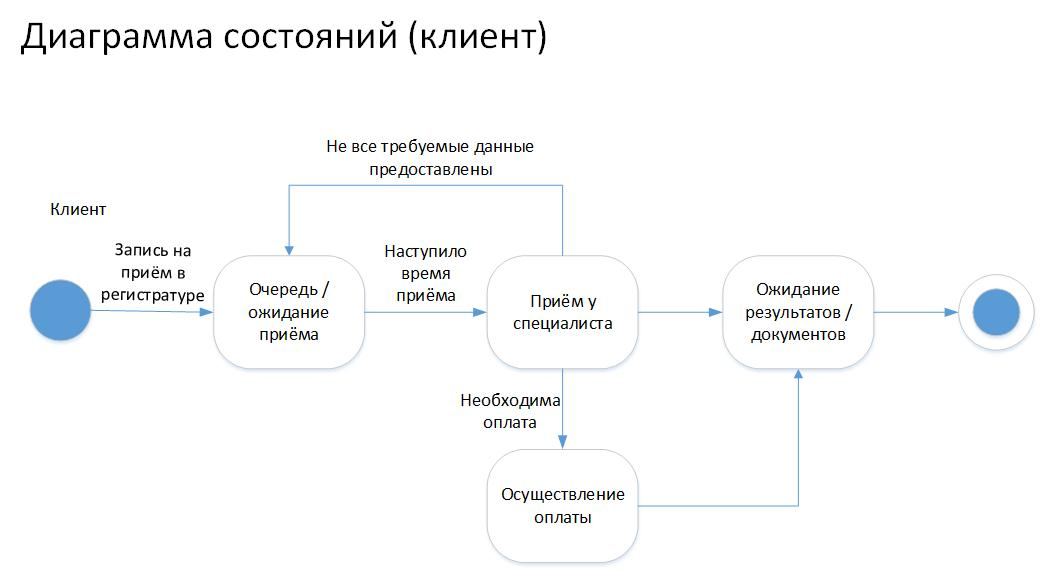 Диаграмма состояний (клиент)
Не все требуемые данные
предоставлены
Клиент
Запись на
приём в
регистратуре
Очередь /
ожидание
приёма
Наступило
время
приёма
Приём у
специалиста
Ожидание
результатов /
документов
Необходима
оплата
Осуществление
оплаты